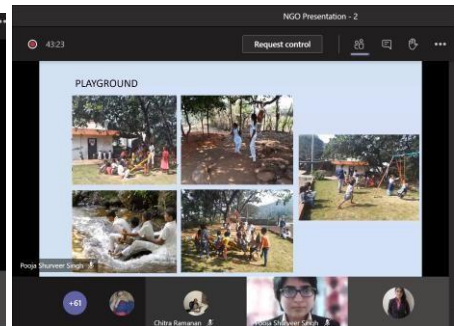 NGO Presentation - 2
43:23
Request control
PLAYGROUND
Pooja Shurveer Singh
+61
Chitra Ramanan
Pooja Shurveer Singh